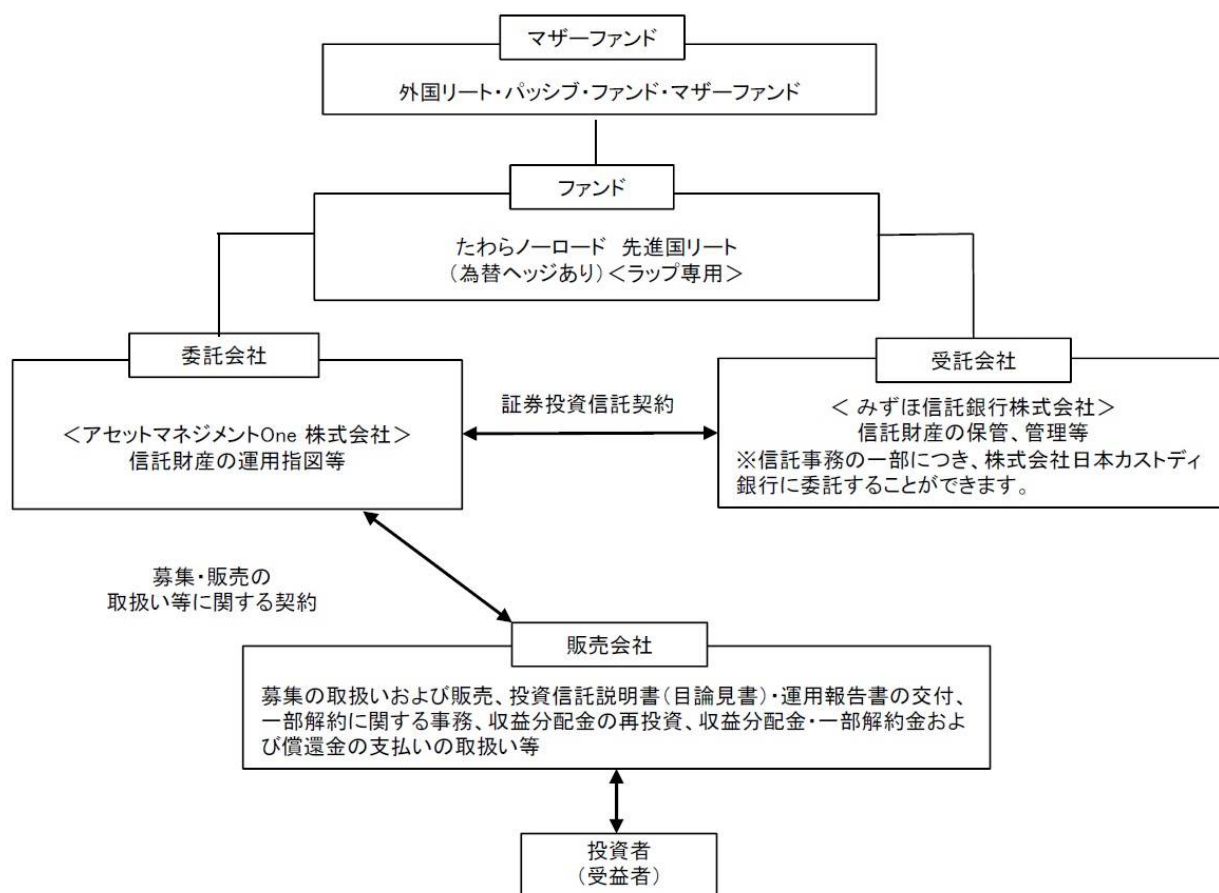 マザーファンド
外国リート・パッシブ・ファンド・マザーファンド
ファンド
たわらノーロード 先進国リート
(為替ヘッジあり)<ラップ専用>
委託会社
<アセットマネジメントOne 株式会社>
信託財産の運用指図等
証券投資信託契約
受託会社
< みずほ信託銀行株式会社>
信託財産の保管、管理等
※信託事務の一部につき、株式会社日本カストディ
銀行に委託することができます。
募集・販売の
取扱い等に関する契約
販売会社
募集の取扱いおよび販売、投資信託説明書(目論見書)・運用報告書の交付、
一部解約に関する事務、収益分配金の再投資、収益分配金・一部解約金およ
び償還金の支払いの取扱い等
投資者
(受益者)